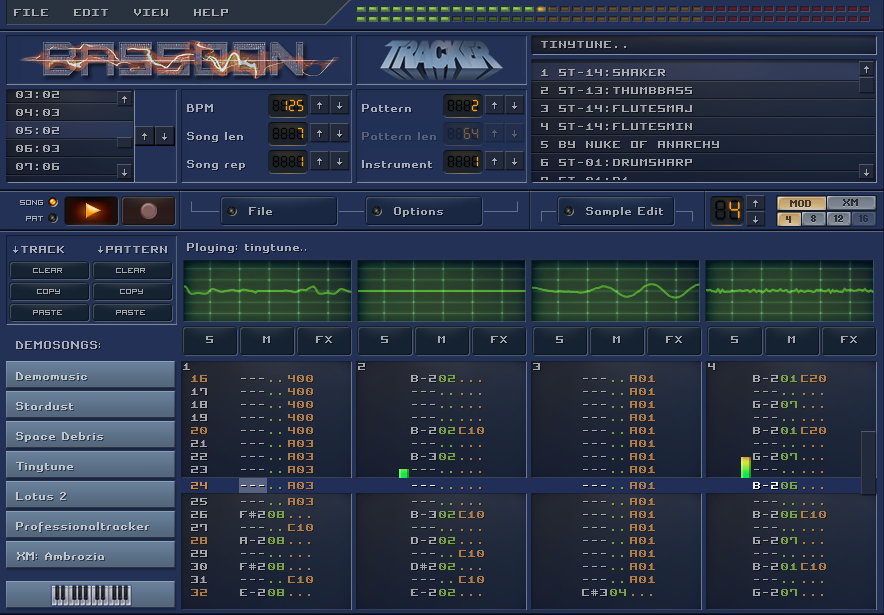 FILE EDIT VIEW HELP
BASSOON
TRACKER
TINYTUNE..
1 ST-14:SHAKER
2 ST-13:THUMBBASS
3 ST-14:FLUTESMAJ
4 ST-14:FLUTESMIN
5 BY NUKE OF ANARCHY
6 ST-01:DRUMSHARP
03:02
04:03
05:02
06:03
07:06
BPM 125
Song len 7
Song rep 1
Pattern 2
Pattern len 64
Instrument 1
SONG
PAT
File
Options
Sample Edit
4
MOD XM
4 8 12 16
↓TRACK ↓PATTERN
CLEAR CLEAR
COPY COPY
PASTE PASTE
Playing: tinytune..
S M FX S M FX S M FX S M FX
DEMOSONGS:
Demomusic
Stardust
Space Debris
Tinytune
Lotus 2
Professionaltracker
XM: Ambrozia
1 2 3 4
16 ---..400 B-202... ---..A01 B-201C20
17 ---..400 ---..... ---..A01 ---.....
18 ---..400 ---..... ---..A01 G-207...
19 ---..400 ---..... ---..A01 ---.....
20 ---..400 B-202C10 ---..A01 B-201C20
21 ---..A03 ---..... ---..A01 ---.....
22 ---..A03 B-302... ---..A01 G-207...
23 ---..A03 ---..... ---..A01 ---.....
24 ---..A03 ---..... ---..A01 B-206...
25 ---..A03 ---..... ---..A01 ---.....
26 F#208... B-302C10 ---..A01 B-206C10
27 ---..C10 ---..... ---..A01 ---.....
28 A-208... D-202... ---..A01 G-207...
29 ---..... ---..C10 ---..A01 ---.....
30 F#208... D#202... ---..A01 B-201C10
31 ---..C10 ---..C10 ---..A01 ---.....
32 E-208... E-202... C#304... G-207...